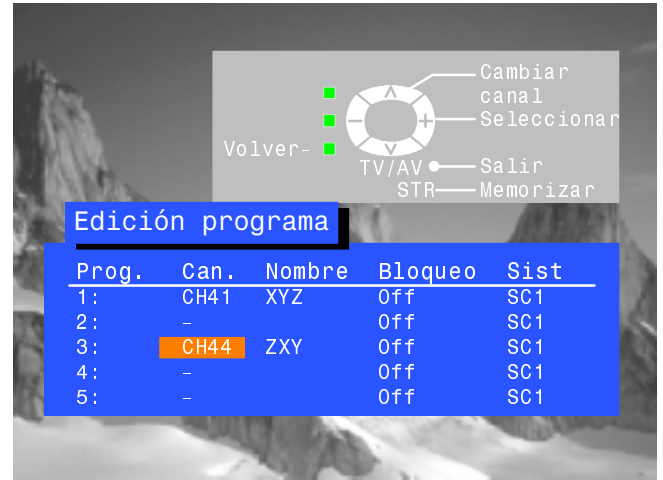 Cambiar
canal
Seleccionar
Volver-
TV/AV Salir
STR Memorizar
Edición programa
Prog. Can. Nombre Bloqueo Sist
1: CH41 XYZ Off SC1
2: - Off SC1
3: CH44 ZXY Off SC1
4: - Off SC1
5: - Off SC1